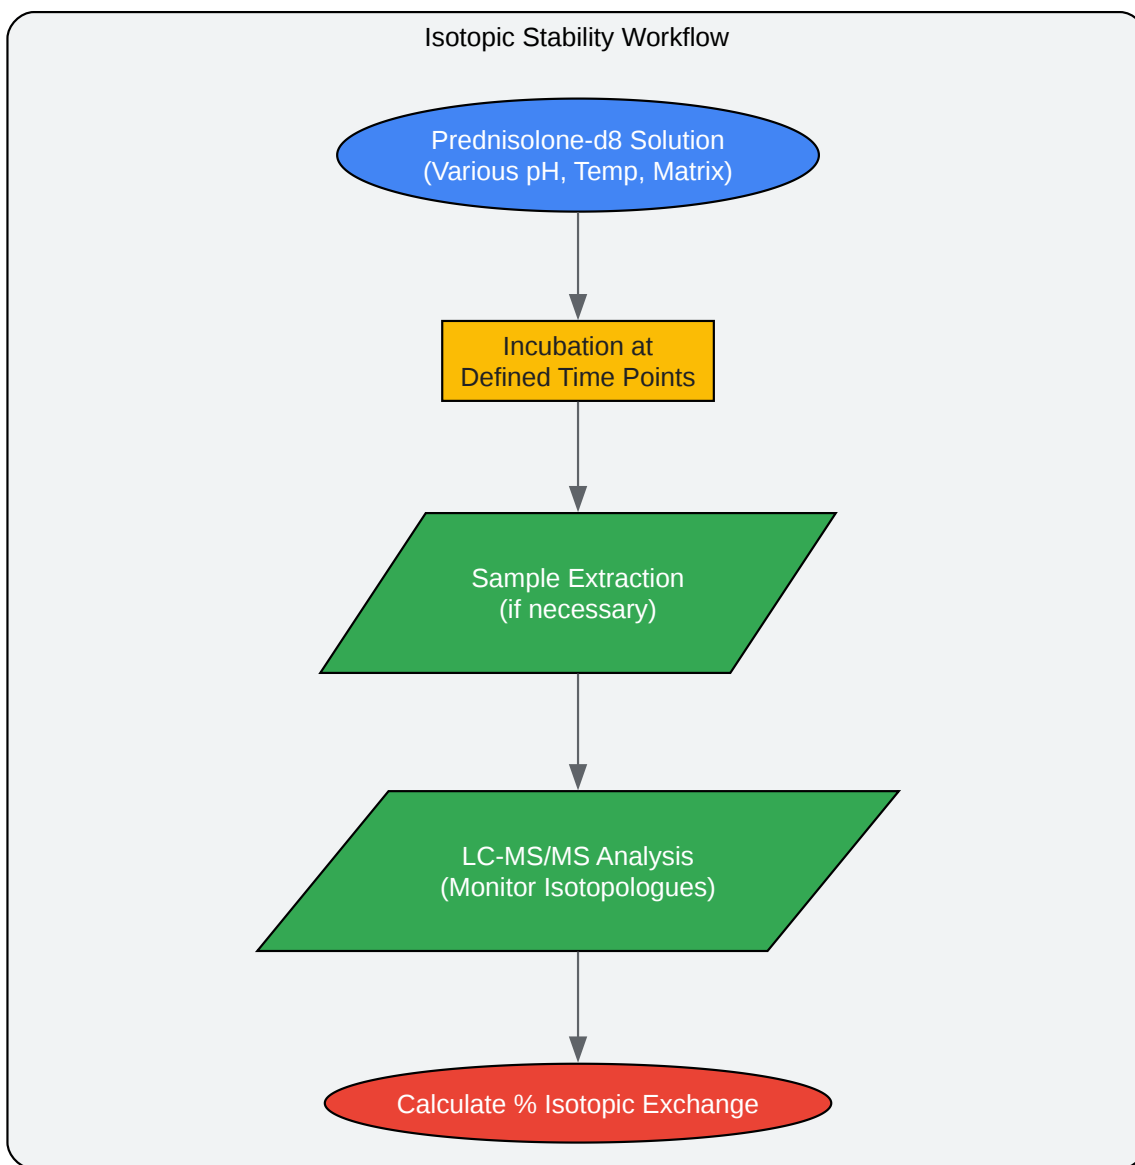 Isotopic Stability Workflow
Prednisolone-d8 Solution
(Various pH, Temp, Matrix)
Incubation at
Defined Time Points
Sample Extraction
(if necessary)
LC-MS/MS Analysis
(Monitor Isotopologues)
Calculate % Isotopic Exchange